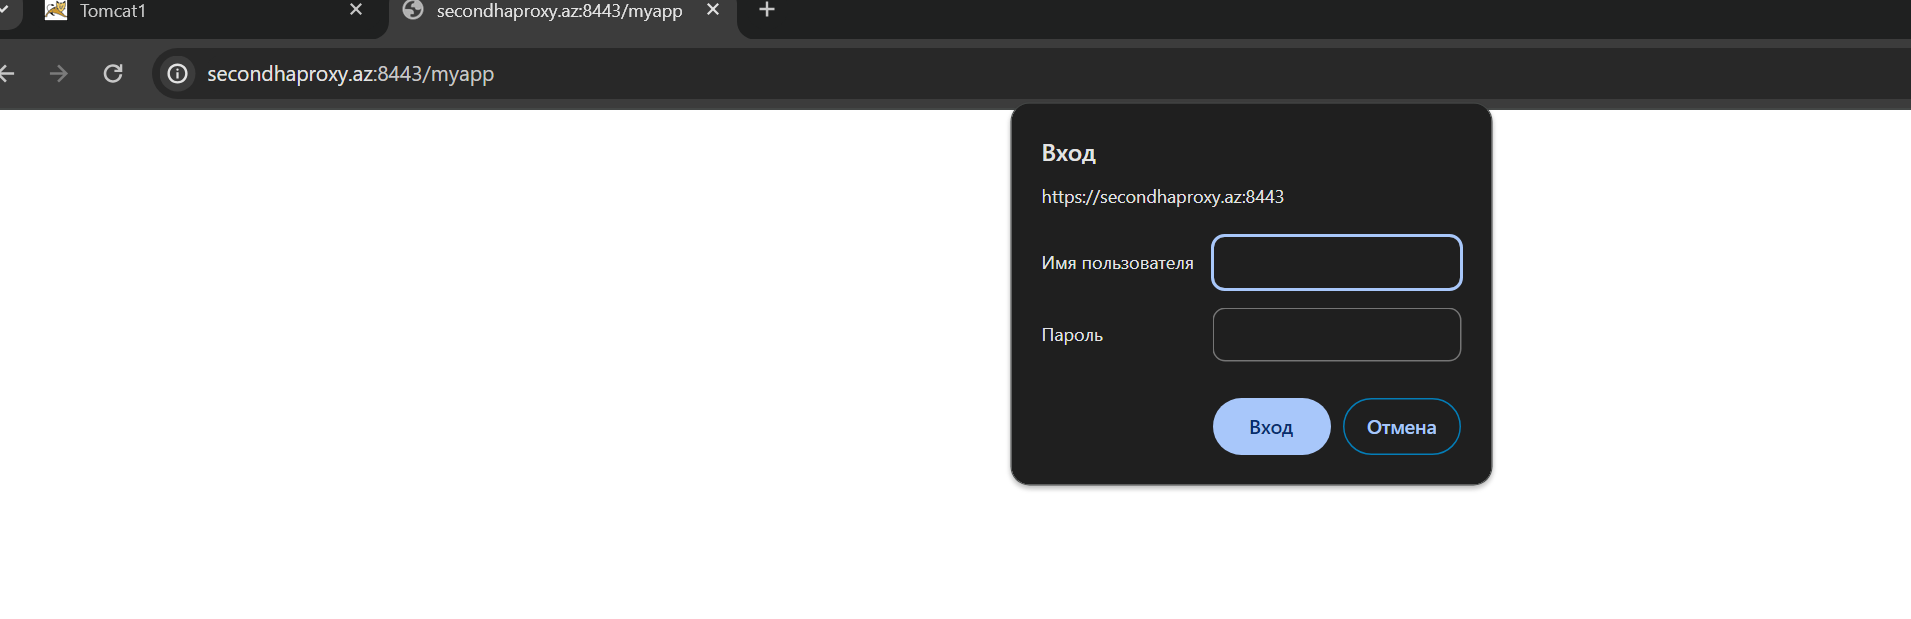 Tomcat1
secondhaproxy.az:8443/myapp
secondhaproxy.az:8443/myapp
Вход
https://secondhaproxy.az:8443
Имя пользователя
Пароль
Вход Отмена